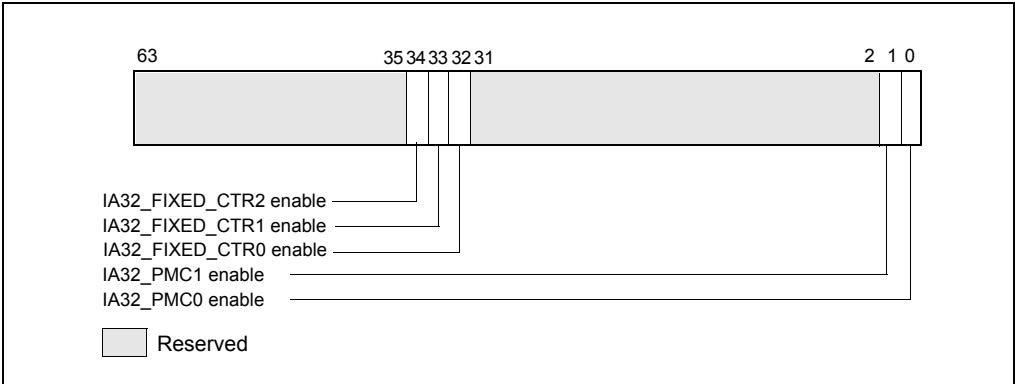 63 35 34 33 32 31 2 1 0
IA32_FIXED_CTR2 enable
IA32_FIXED_CTR1 enable
IA32_FIXED_CTR0 enable
IA32_PMC1 enable
IA32_PMC0 enable
Reserved